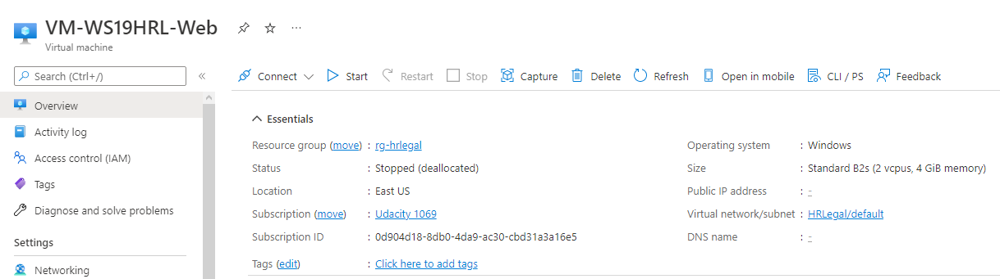 VM-WS19HRL-Web
Virtual machine
Search (Ctrl+/)
Overview
Activity log
Access control (IAM)
Tags
Diagnose and solve problems
Settings
Networking
Connect Start Restart Stop Capture Delete Refresh Open in mobile CLI / PS Feedback
Essentials
Resource group (move) : rg-hrlegal
Status : Stopped (deallocated)
Location : East US
Subscription (move) : Udacity 1069
Subscription ID : 0d904d18-8db0-4da9-ac30-cbd31a3a16e5
Tags (edit) : Click here to add tags
Operating system : Windows
Size : Standard B2s (2 vcpus, 4 GiB memory)
Public IP address : -
Virtual network/subnet : HRLegal/default
DNS name : -